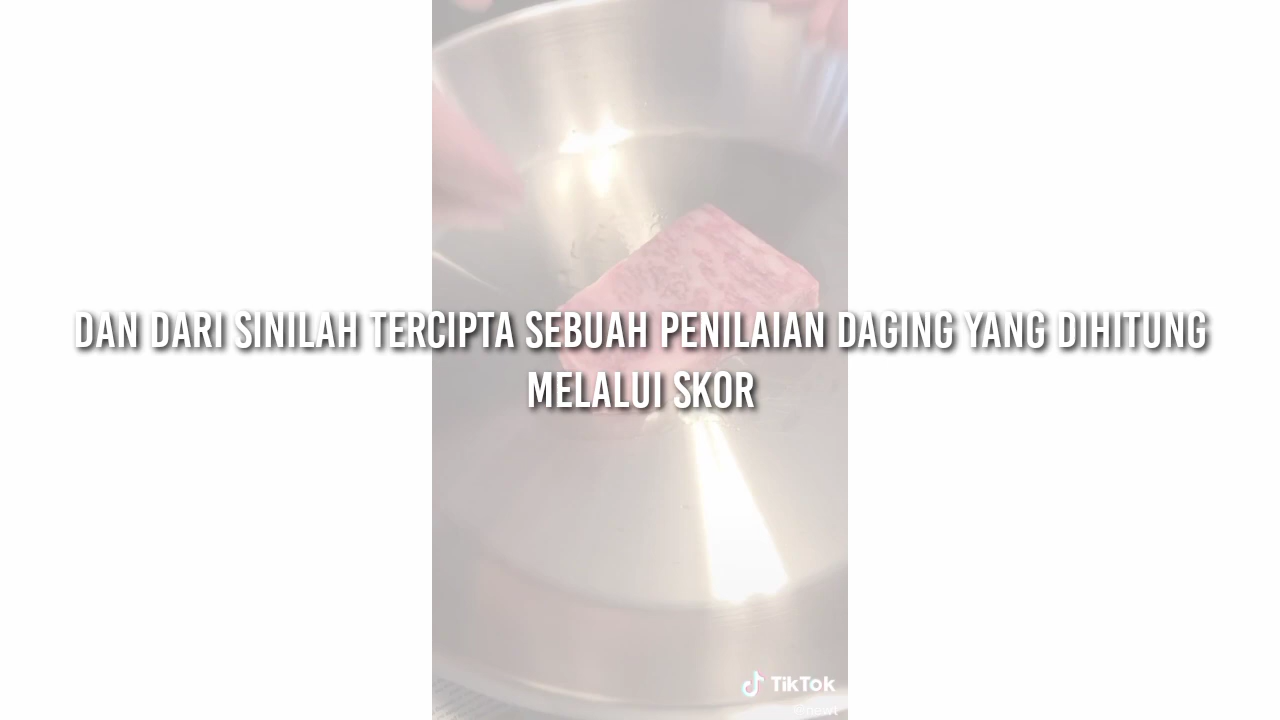 DAN DARI SINILAH TERCIPTA SEBUAH PENILAIAN DAGING YANG DIHITUNG
MELALUI SKOR
TikTok